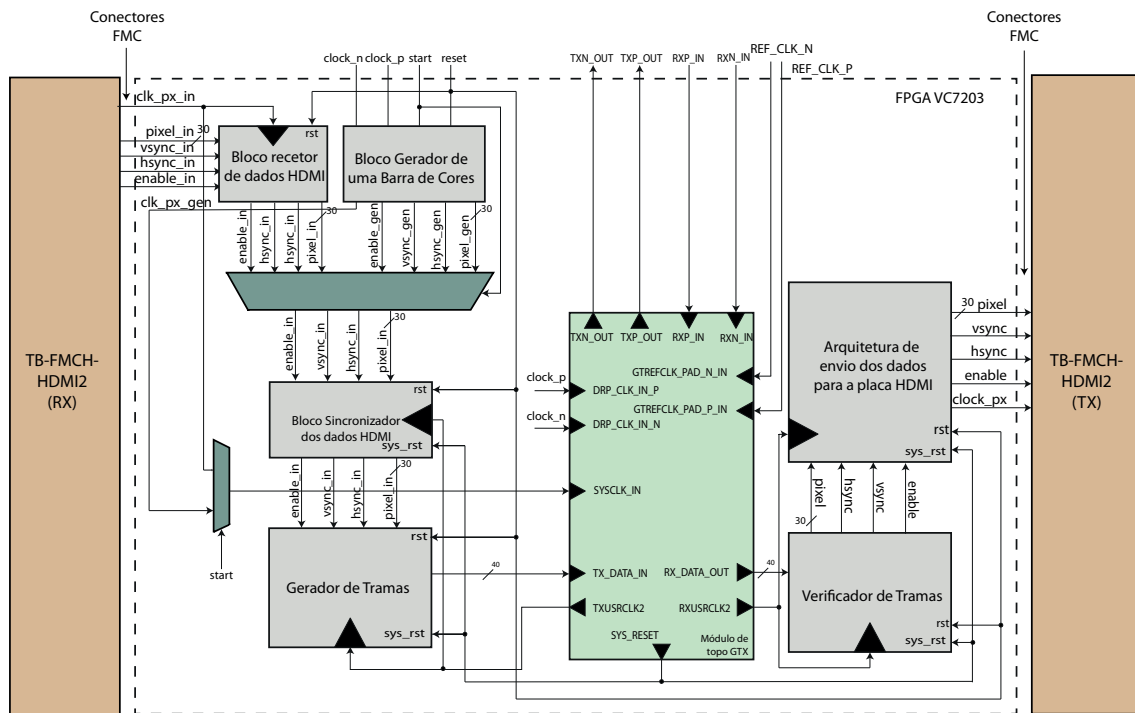 Conectores
FMC
Conectores
FMC
clock_n
clock_p
start
reset
TXN_OUT
TXP_OUT
RXP_IN
RXN_IN
REF_CLK_N
REF_CLK_P
FPGA VC7203
clk_px_in
pixel_in
30
vsync_in
hsync_in
enable_in
clk_px_gen
rst
Bloco recetor
de dados HDMI
Bloco Gerador de
uma Barra de Cores
enable_in
hsync_in
hsync_in
pixel_in
30
enable_gen
vsync_gen
hsync_gen
pixel_gen
30
enable_in
vsync_in
hsync_in
pixel_in
30
TB-FMCH-
HDMI2
(RX)
rst
Bloco Sincronizador
dos dados HDMI
sys_rst
enable_in
vsync_in
hsync_in
pixel_in
30
start
rst
Gerador de Tramas
sys_rst
40
clock_p
clock_n
TXN_OUT
TXP_OUT
RXP_IN
RXN_IN
GTREFCLK_PAD_N_IN
DRP_CLK_IN_P
GTREFCLK_PAD_P_IN
DRP_CLK_IN_N
SYSCLK_IN
TX_DATA_IN
RX_DATA_OUT
TXUSRCLK2
RXUSRCLK2
SYS_RESET
Módulo de
topo GTX
40
Arquitetura de
envio dos dados
para a placa HDMI
rst
sys_rst
30
pixel
vsync
hsync
enable
clock_px
pixel
hsync
vsync
enable
30
Verificador de Tramas
rst
sys_rst
TB-FMCH-
HDMI2
(TX)